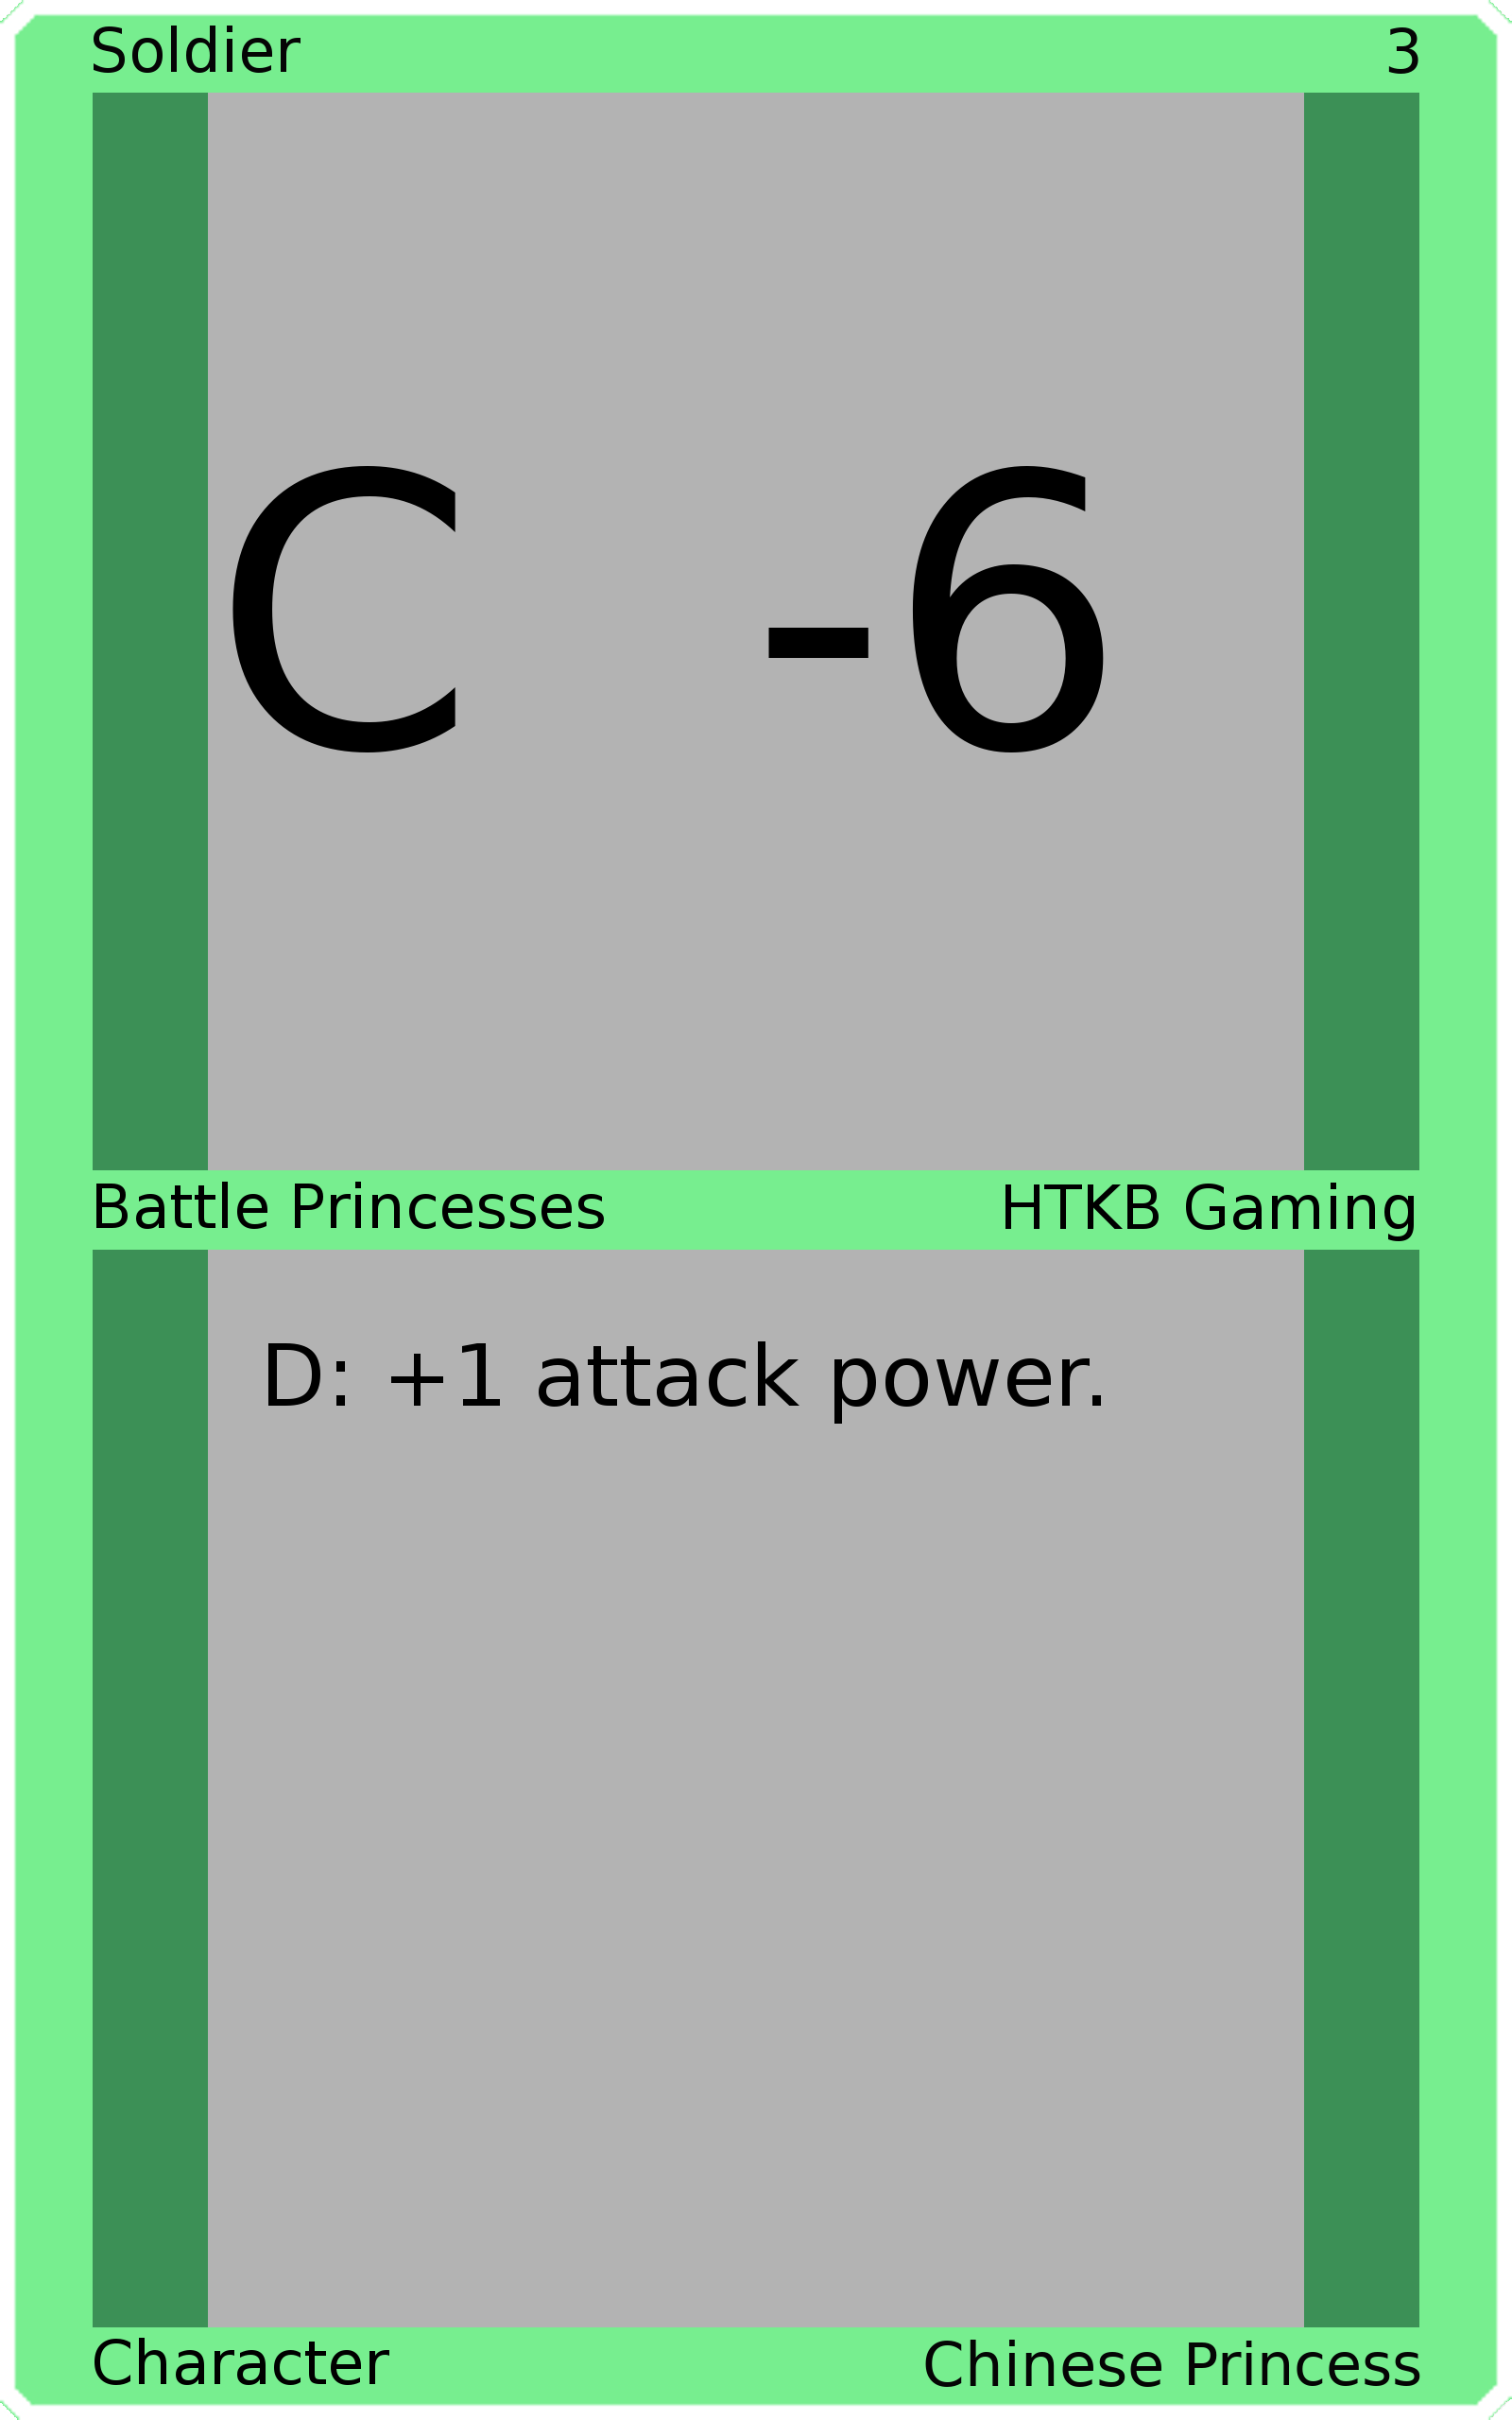 Soldier 3
C -6
Battle Princesses HTKB Gaming
D: +1 attack power.
Character Chinese Princess